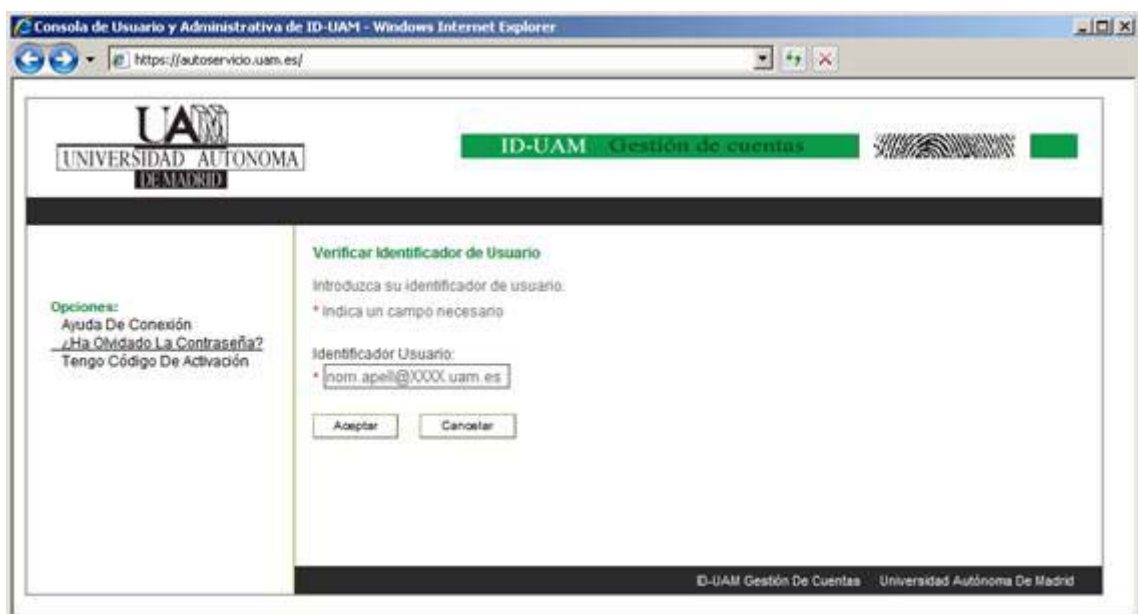 Consola de Usuario y Administrativa de ID-UAM - Windows Internet Explorer
https://autoservicio.uam.es/
UAM
UNIVERSIDAD AUTONOMA
DE MADRID
ID-UAM Gestión de cuentas
Verificar Identificador de Usuario
Introduzca su identificador de usuario.
* Indica un campo necesario
Opciones:
Ayuda De Conexión
¿Ha Olvidado La Contraseña?
Tengo Código De Activación
Identificador Usuario:
* nom.apell@XXXX.uam.es
Aceptar Cancelar
ID-UAM Gestión De Cuentas Universidad Autónoma De Madrid